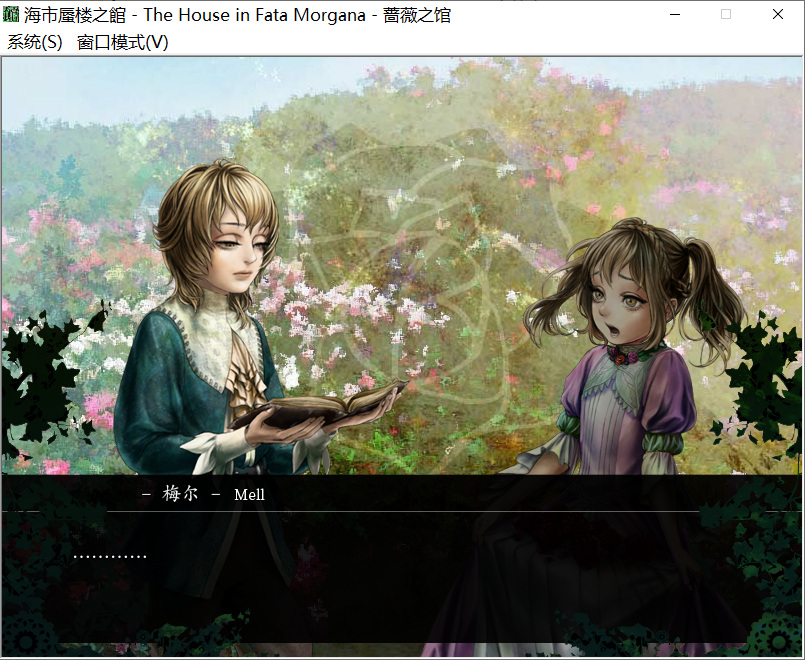 海市蜃楼之館 - The House in Fata Morgana - 蔷薇之馆
系统(S) 窗口模式(V)
- 梅尔 - Mell
…………